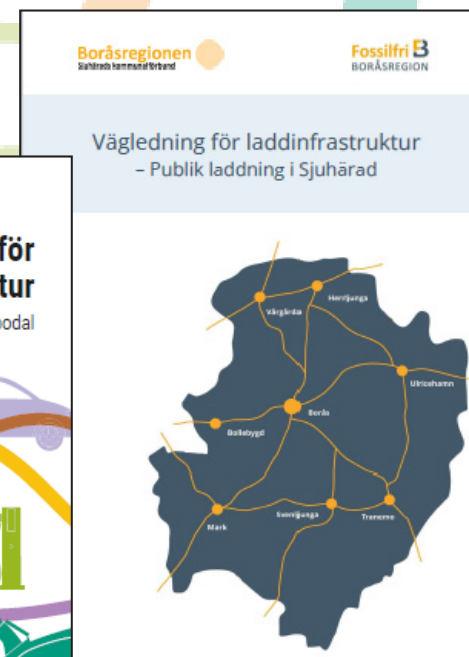 Boråsregionen
Sjuhärads kommunalförbund
Fossilfri B
BORÅSREGION
Vägledning för laddinfrastruktur
– Publik laddning i Sjuhärad
för
tur
oodal
Vårgårda
Herrljunga
Ulricehamn
Borås
Bollebygd
Mark
Svenljunga
Tranemo